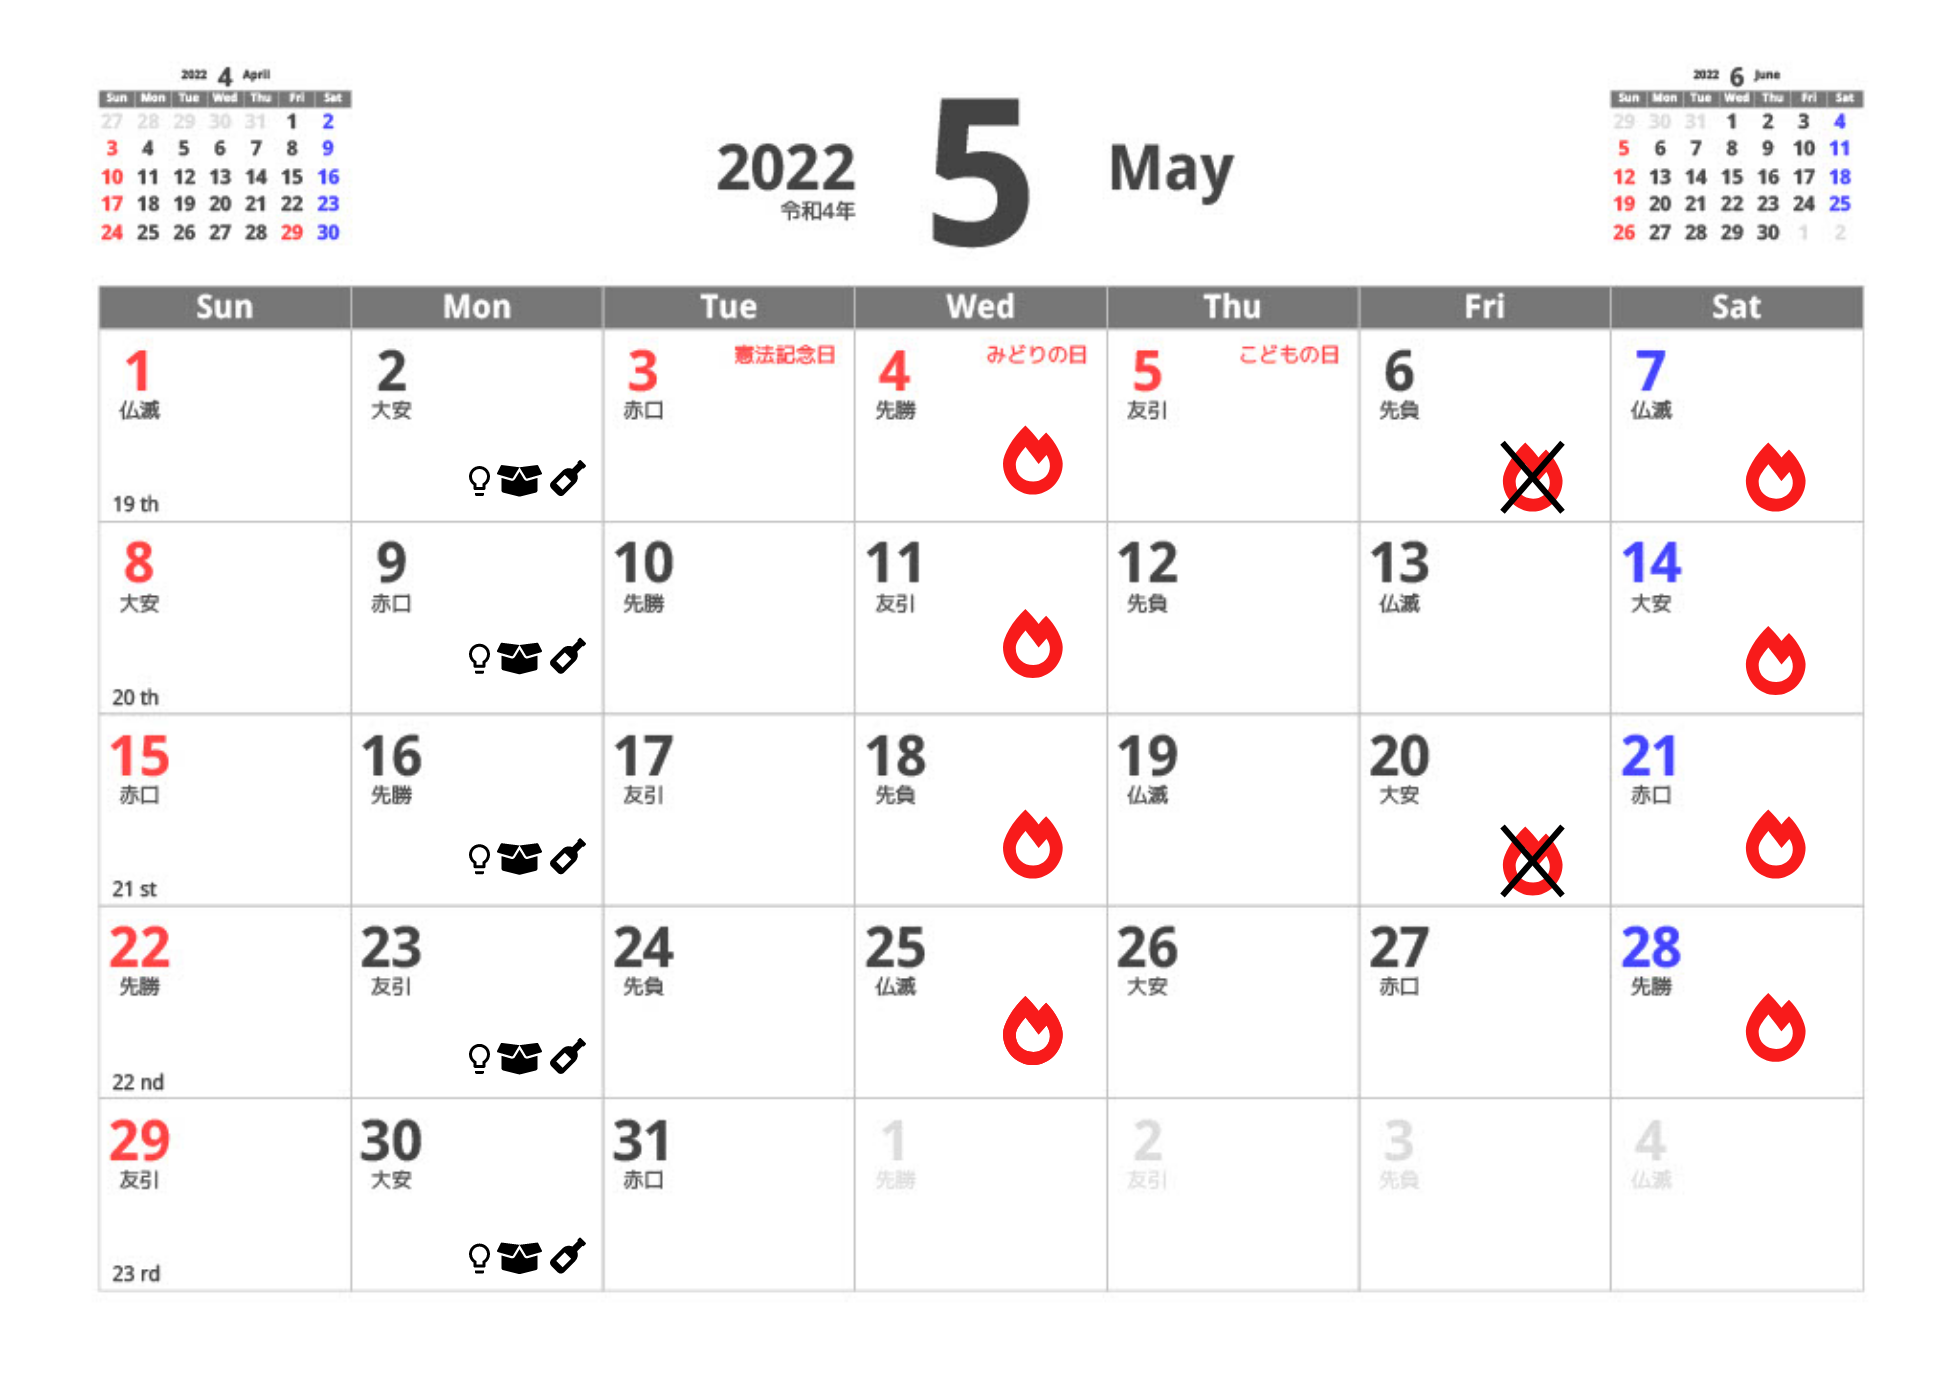 2022 4 April
Sun Mon Tue Wed Thu Fri Sat
27 28 29 30 31 1 2
3 4 5 6 7 8 9
10 11 12 13 14 15 16
17 18 19 20 21 22 23
24 25 26 27 28 29 30
2022 5 May
令和4年
2022 6 June
Sun Mon Tue Wed Thu Fri Sat
29 30 31 1 2 3 4
5 6 7 8 9 10 11
12 13 14 15 16 17 18
19 20 21 22 23 24 25
26 27 28 29 30 1 2
Sun Mon Tue Wed Thu Fri Sat
1 2 3 憲法記念日 4 みどりの日 5 こどもの日 6 7
仏滅 大安 赤口 先勝 友引 先負 仏滅
19 th
8 9 10 11 12 13 14
大安 赤口 先勝 友引 先負 仏滅 大安
20 th
15 16 17 18 19 20 21
赤口 先勝 友引 先負 仏滅 大安 赤口
21 st
22 23 24 25 26 27 28
先勝 友引 先負 仏滅 大安 赤口 先勝
22 nd
29 30 31 1 2 3 4
友引 大安 赤口 先勝 友引 先負 仏滅
23 rd